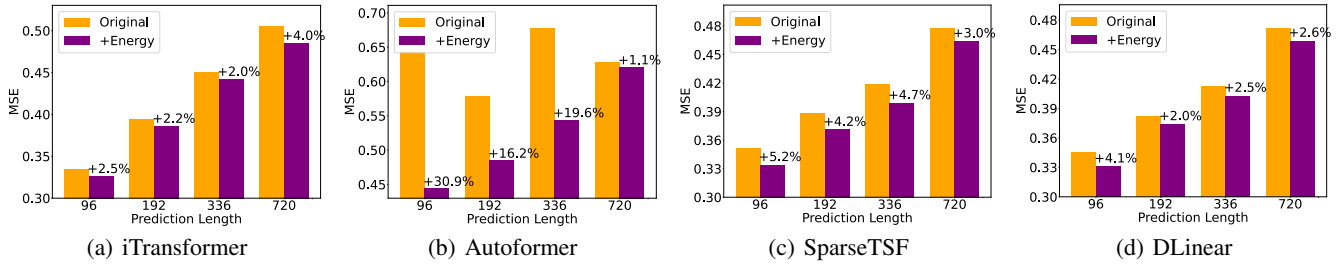 Original
+Energy
0.50
0.45
0.40
0.35
0.30
MSE
+2.5%
+2.2%
+2.0%
+4.0%
96
192
336
720
Prediction Length
(a) iTransformer
Original
+Energy
0.70
0.65
0.60
0.55
0.50
0.45
MSE
+30.9%
+16.2%
+19.6%
+1.1%
96
192
336
720
Prediction Length
(b) Autoformer
Original
+Energy
0.48
0.45
0.42
0.39
0.36
0.33
0.30
MSE
+5.2%
+4.2%
+4.7%
+3.0%
96
192
336
720
Prediction Length
(c) SparseTSF
Original
+Energy
0.48
0.45
0.42
0.39
0.36
0.33
0.30
MSE
+4.1%
+2.0%
+2.5%
+2.6%
96
192
336
720
Prediction Length
(d) DLinear